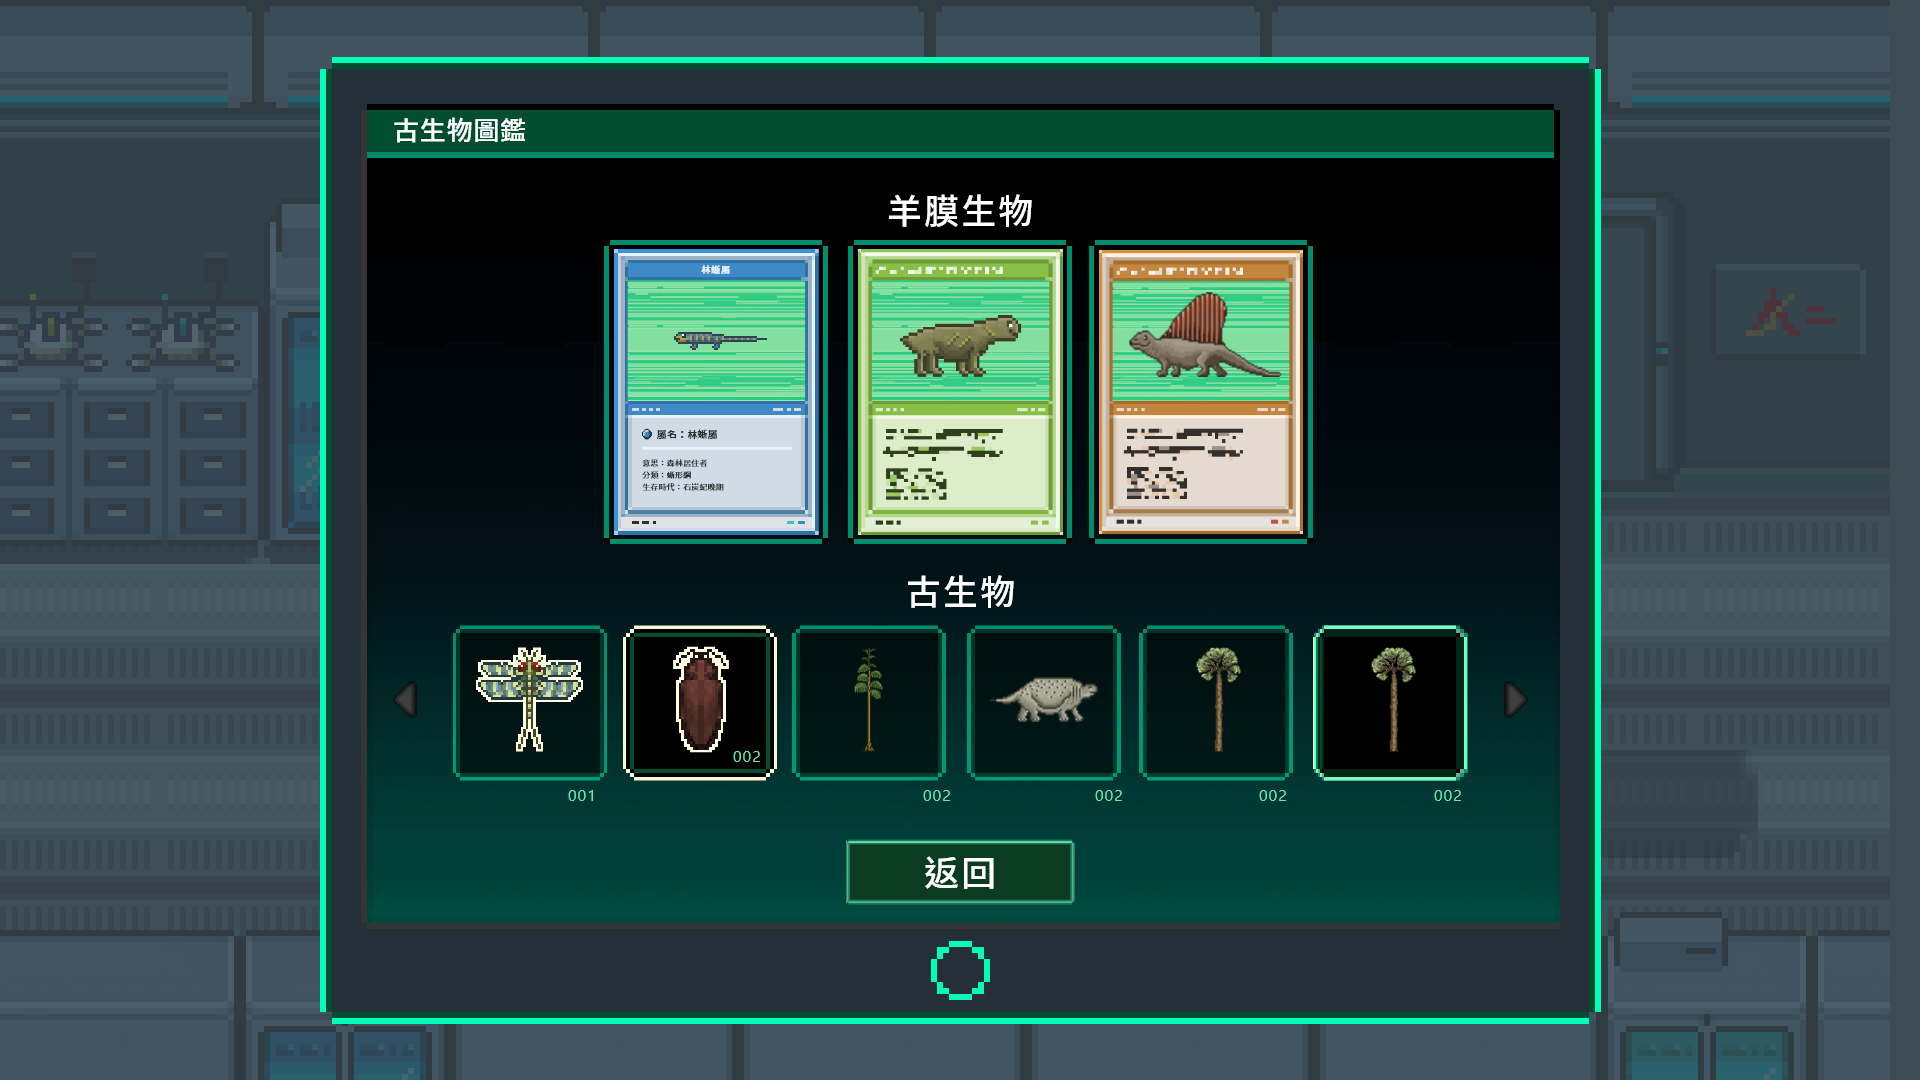 古生物圖鑑
羊膜生物
林蜥屬
屬名：林蜥屬
意思：森林居住者
分類：蜥形綱
生存時代：石炭紀晚期
古生物
002
001
002
002
002
002
返回